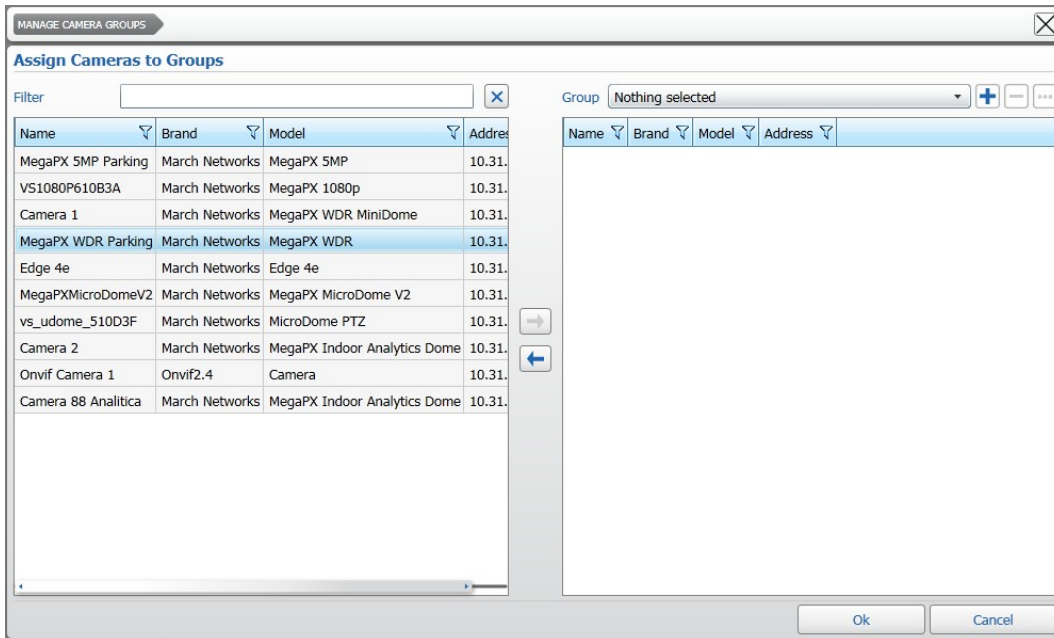 MANAGE CAMERA GROUPS
Assign Cameras to Groups
Filter
Group Nothing selected
Name Brand Model Addres
MegaPX 5MP Parking March Networks MegaPX 5MP 10.31.
VS1080P610B3A March Networks MegaPX 1080p 10.31.
Camera 1 March Networks MegaPX WDR MiniDome 10.31.
MegaPX WDR Parking March Networks MegaPX WDR 10.31.
Edge 4e March Networks Edge 4e 10.31.
MegaPXMicroDomeV2 March Networks MegaPX MicroDome V2 10.31.
vs_udome_510D3F March Networks MicroDome PTZ 10.31.
Camera 2 March Networks MegaPX Indoor Analytics Dome 10.31.
Onvif Camera 1 Onvif2.4 Camera 10.31.
Camera 88 Analitica March Networks MegaPX Indoor Analytics Dome 10.31.
Name Brand Model Address
Ok Cancel